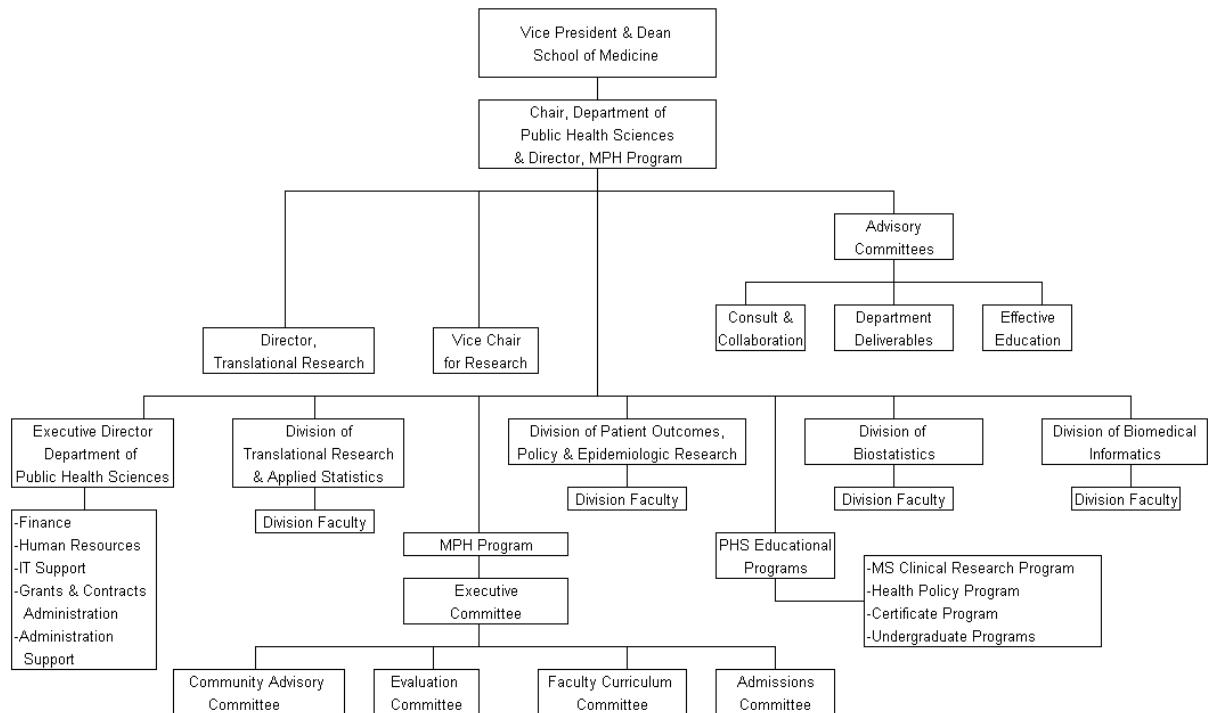 Vice President & Dean
School of Medicine
Chair, Department of
Public Health Sciences
& Director, MPH Program
Advisory
Committees
Consult &
Collaboration
Department
Deliverables
Effective
Education
Director,
Translational Research
Vice Chair
for Research
Executive Director
Department of
Public Health Sciences
Division of
Translational Research
& Applied Statistics
Division of Patient Outcomes,
Policy & Epidemiologic Research
Division of
Biostatistics
Division of Biomedical
Informatics
Division Faculty
Division Faculty
Division Faculty
Division Faculty
-Finance
-Human Resources
-IT Support
-Grants & Contracts
Administration
-Administration
Support
MPH Program
Executive
Committee
PHS Educational
Programs
-MS Clinical Research Program
-Health Policy Program
-Certificate Program
-Undergraduate Programs
Community Advisory
Committee
Evaluation
Committee
Faculty Curriculum
Committee
Admissions
Committee